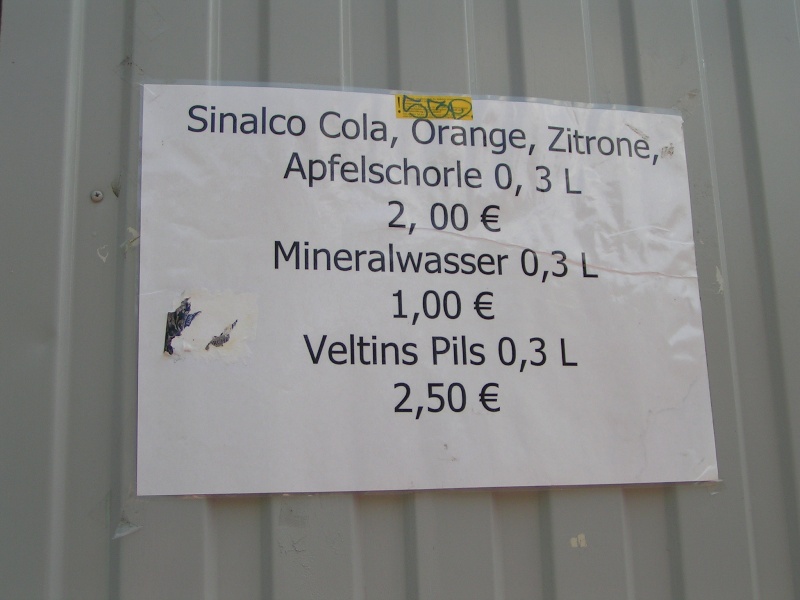 Sinalco Cola, Orange, Zitrone,
Apfelschorle 0, 3 L
2, 00 €
Mineralwasser 0,3 L
1,00 €
Veltins Pils 0,3 L
2,50 €